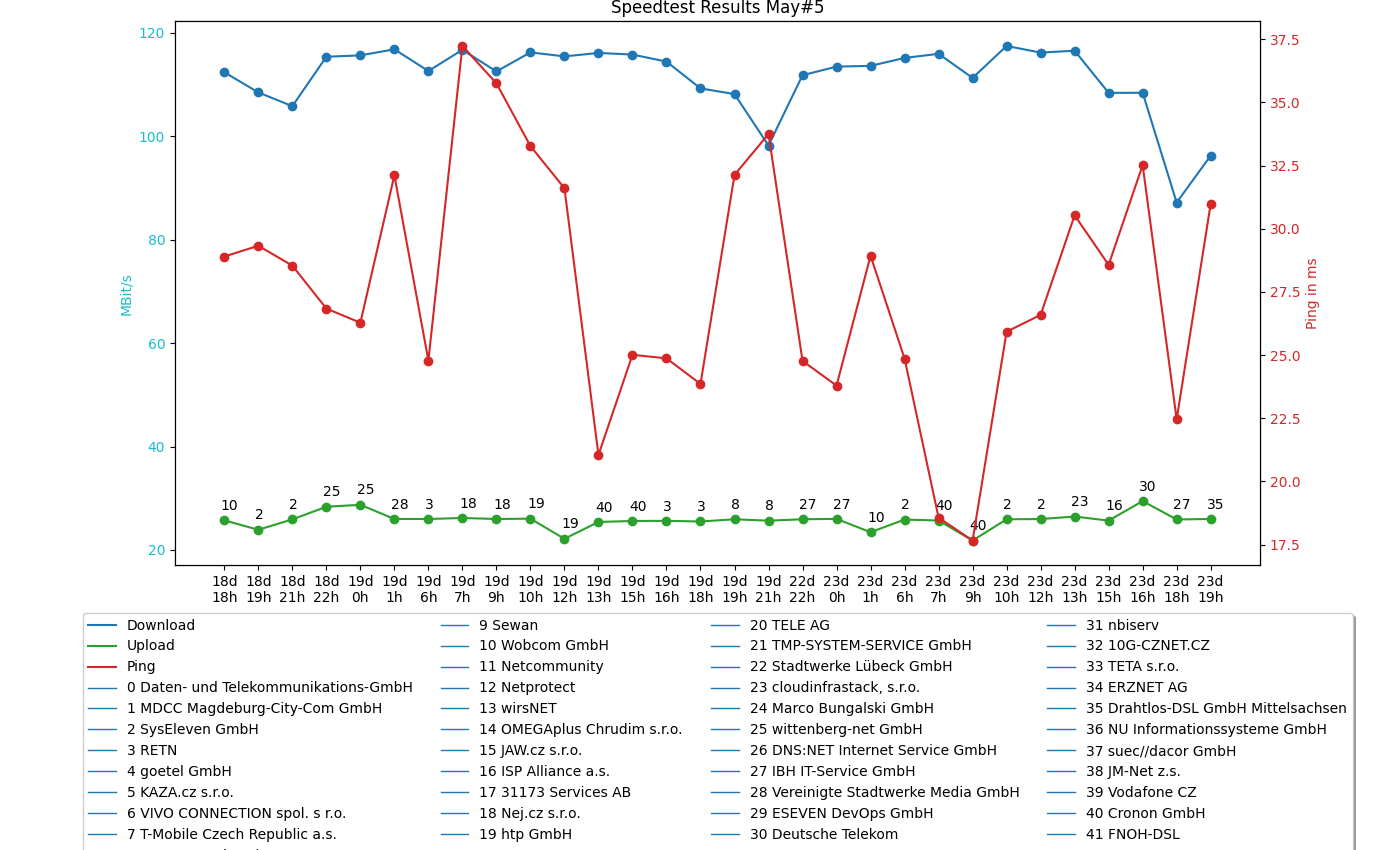 Speedtest Results May#5
120
100
80
60
40
20
MBit/s
37.5
35.0
32.5
30.0
27.5
25.0
22.5
20.0
17.5
Ping in ms
10 2 2 25 25 28 3 18 18 19 19 40 40 3 3 8 8 27 27 10 2 40 40 2 2 23 16 30 27 35
18d 18d 18d 18d 19d 19d 19d 19d 19d 19d 19d 19d 19d 19d 19d 19d 19d 22d 23d 23d 23d 23d 23d 23d 23d 23d 23d 23d 23d 23d
18h 19h 21h 22h 0h 1h 6h 7h 9h 10h 12h 13h 15h 16h 18h 19h 21h 22h 0h 1h 6h 7h 9h 10h 12h 13h 15h 16h 18h 19h
Download
Upload
Ping
0 Daten- und Telekommunikations-GmbH
1 MDCC Magdeburg-City-Com GmbH
2 SysEleven GmbH
3 RETN
4 goetel GmbH
5 KAZA.cz s.r.o.
6 VIVO CONNECTION spol. s r.o.
7 T-Mobile Czech Republic a.s.
9 Sewan
10 Wobcom GmbH
11 Netcommunity
12 Netprotect
13 wirsNET
14 OMEGAplus Chrudim s.r.o.
15 JAW.cz s.r.o.
16 ISP Alliance a.s.
17 31173 Services AB
18 Nej.cz s.r.o.
19 htp GmbH
20 TELE AG
21 TMP-SYSTEM-SERVICE GmbH
22 Stadtwerke Lübeck GmbH
23 cloudinfrastack, s.r.o.
24 Marco Bungalski GmbH
25 wittenberg-net GmbH
26 DNS:NET Internet Service GmbH
27 IBH IT-Service GmbH
28 Vereinigte Stadtwerke Media GmbH
29 ESEVEN DevOps GmbH
30 Deutsche Telekom
31 nbiserv
32 10G-CZNET.CZ
33 TETA s.r.o.
34 ERZNET AG
35 Drahtlos-DSL GmbH Mittelsachsen
36 NU Informationssysteme GmbH
37 suec//dacor GmbH
38 JM-Net z.s.
39 Vodafone CZ
40 Cronon GmbH
41 FNOH-DSL